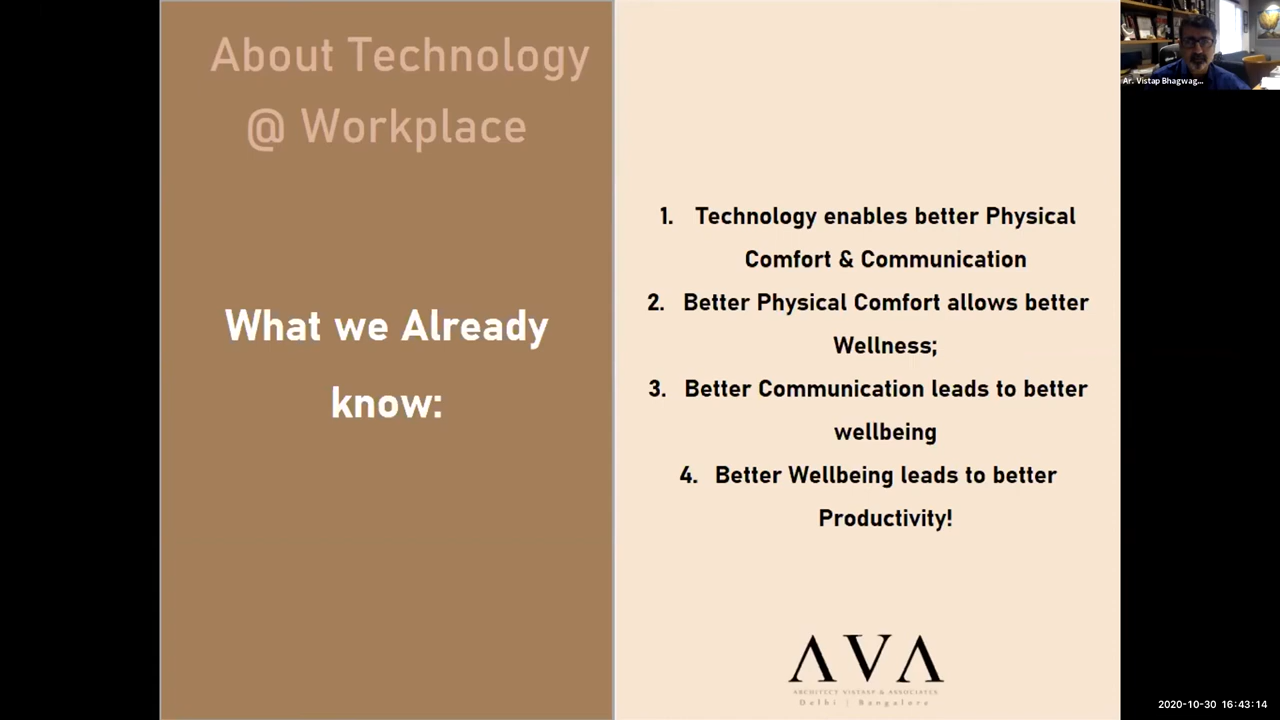 About Technology
@ Workplace
What we Already
know:
1. Technology enables better Physical
Comfort & Communication
2. Better Physical Comfort allows better
Wellness;
3. Better Communication leads to better
wellbeing
4. Better Wellbeing leads to better
Productivity!
AVA
ARCHITECT VISTASP & ASSOCIATES
Delhi | Bangalore
Ar. Vistap Bhagwag...
2020-10-30 16:43:14